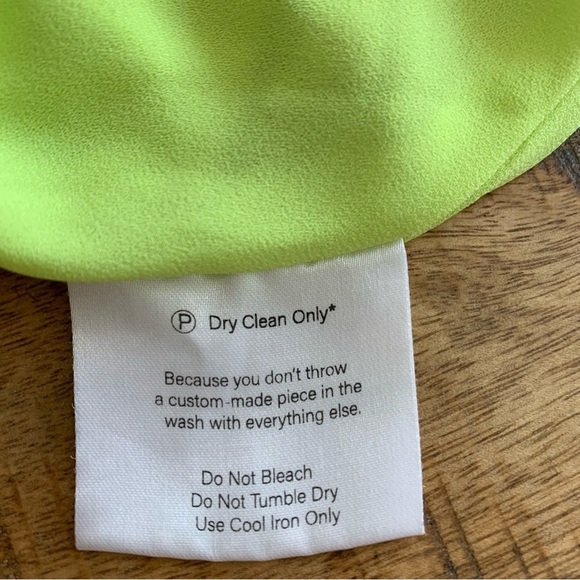 Ⓟ Dry Clean Only*
Because you don't throw
a custom-made piece in the
wash with everything else.
Do Not Bleach
Do Not Tumble Dry
Use Cool Iron Only